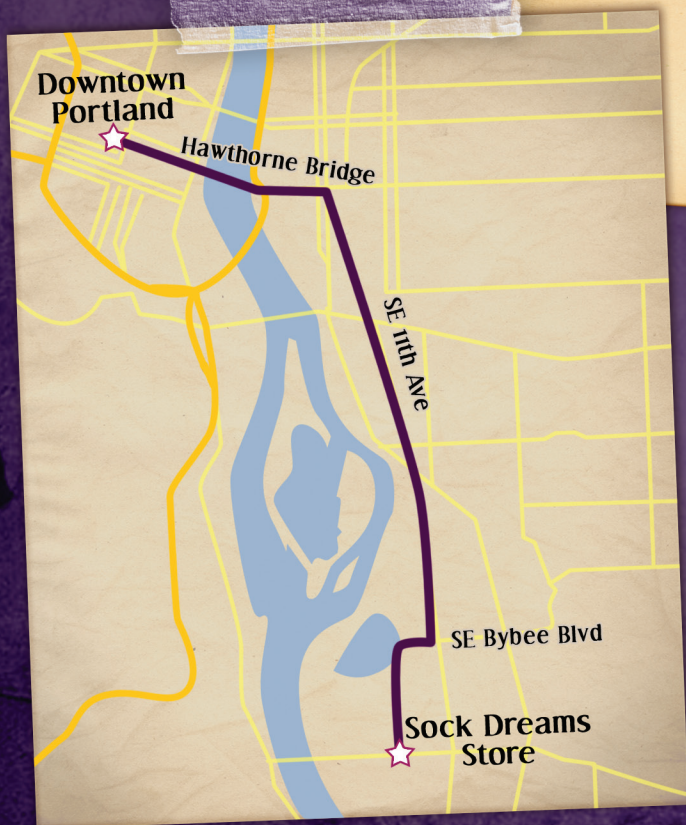 Downtown
Portland
Hawthorne Bridge
SE 11th Ave
SE Bybee Blvd
Sock Dreams
Store